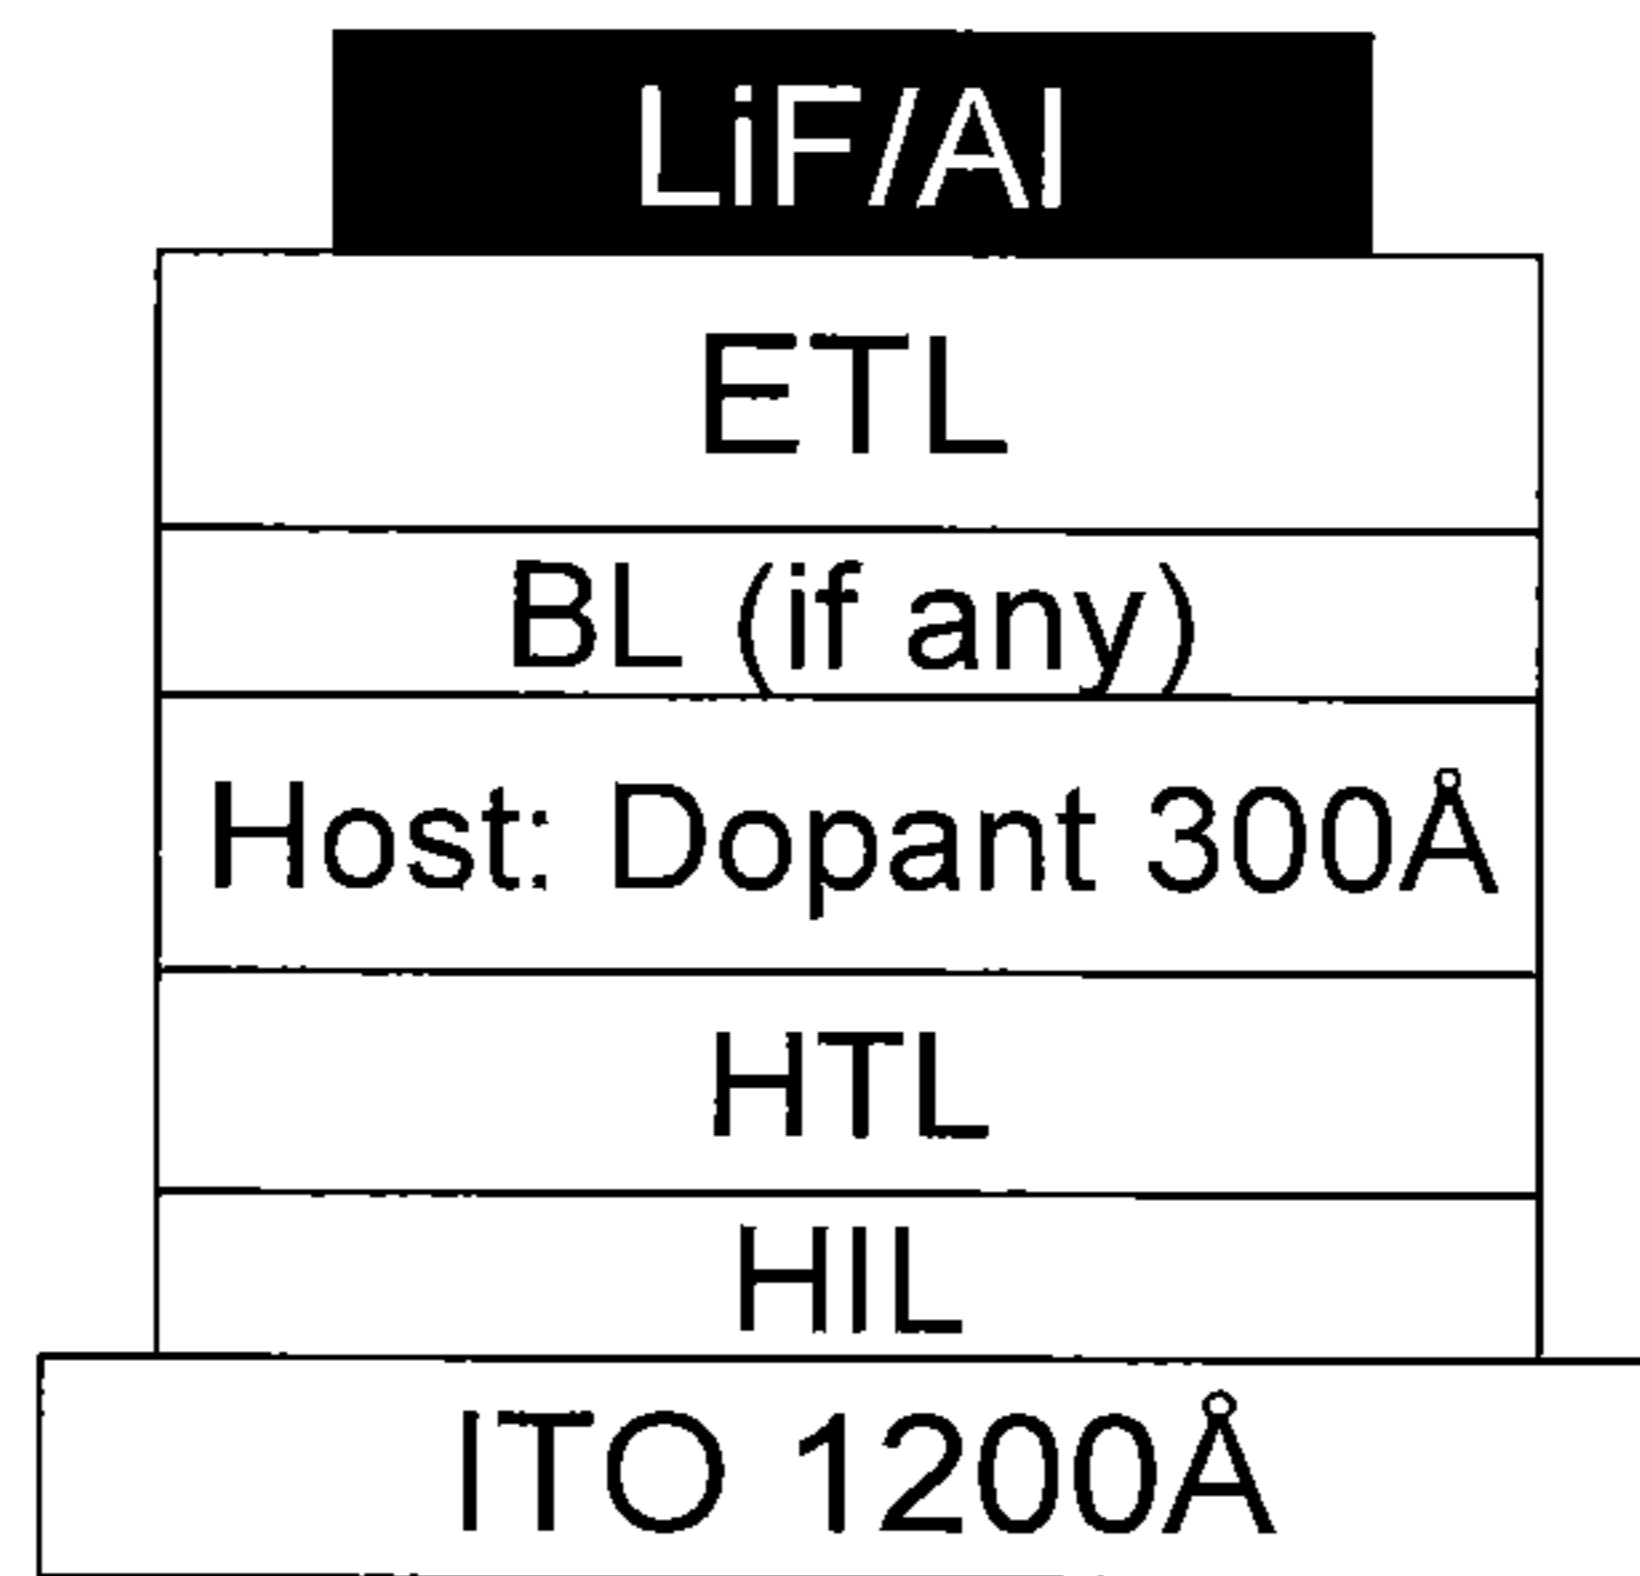 LiF/Al
ETL
BL (if any)
Host: Dopant 300Å
HTL
HIL
ITO 1200Å